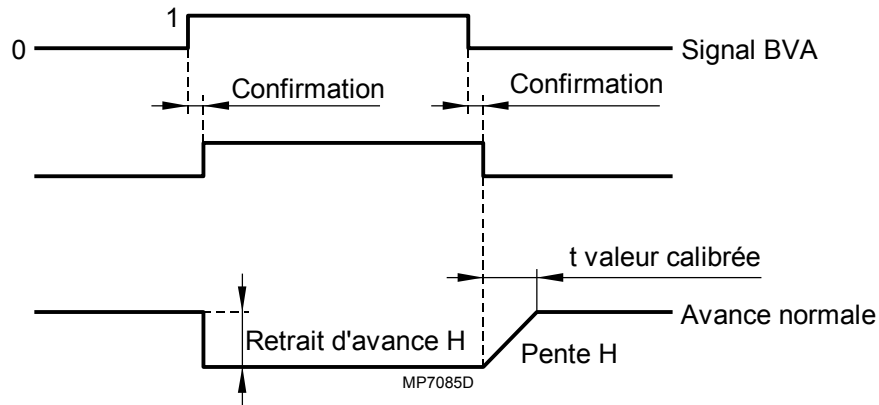 1
0
Signal BVA
Confirmation
Confirmation
t valeur calibrée
Avance normale
Retrait d'avance H
Pente H
MP7085D